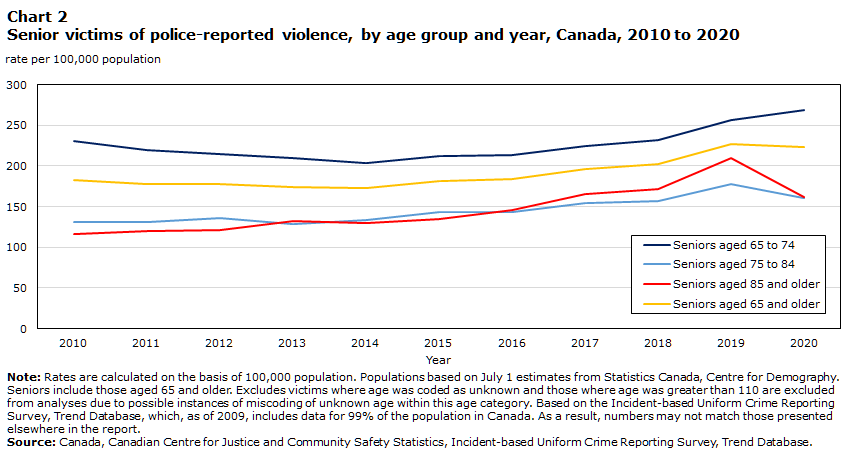 Chart 2
Senior victims of police-reported violence, by age group and year, Canada, 2010 to 2020
rate per 100,000 population
300
250
200
150
100
50
0
Seniors aged 65 to 74
Seniors aged 75 to 84
Seniors aged 85 and older
Seniors aged 65 and older
2010 2011 2012 2013 2014 2015 2016 2017 2018 2019 2020
Year
Note: Rates are calculated on the basis of 100,000 population. Populations based on July 1 estimates from Statistics Canada, Centre for Demography.
Seniors include those aged 65 and older. Excludes victims where age was coded as unknown and those where age was greater than 110 are excluded
from analyses due to possible instances of miscoding of unknown age within this age category. Based on the Incident-based Uniform Crime Reporting
Survey, Trend Database, which, as of 2009, includes data for 99% of the population in Canada. As a result, numbers may not match those presented
elsewhere in the report.
Source: Canada, Canadian Centre for Justice and Community Safety Statistics, Incident-based Uniform Crime Reporting Survey, Trend Database.